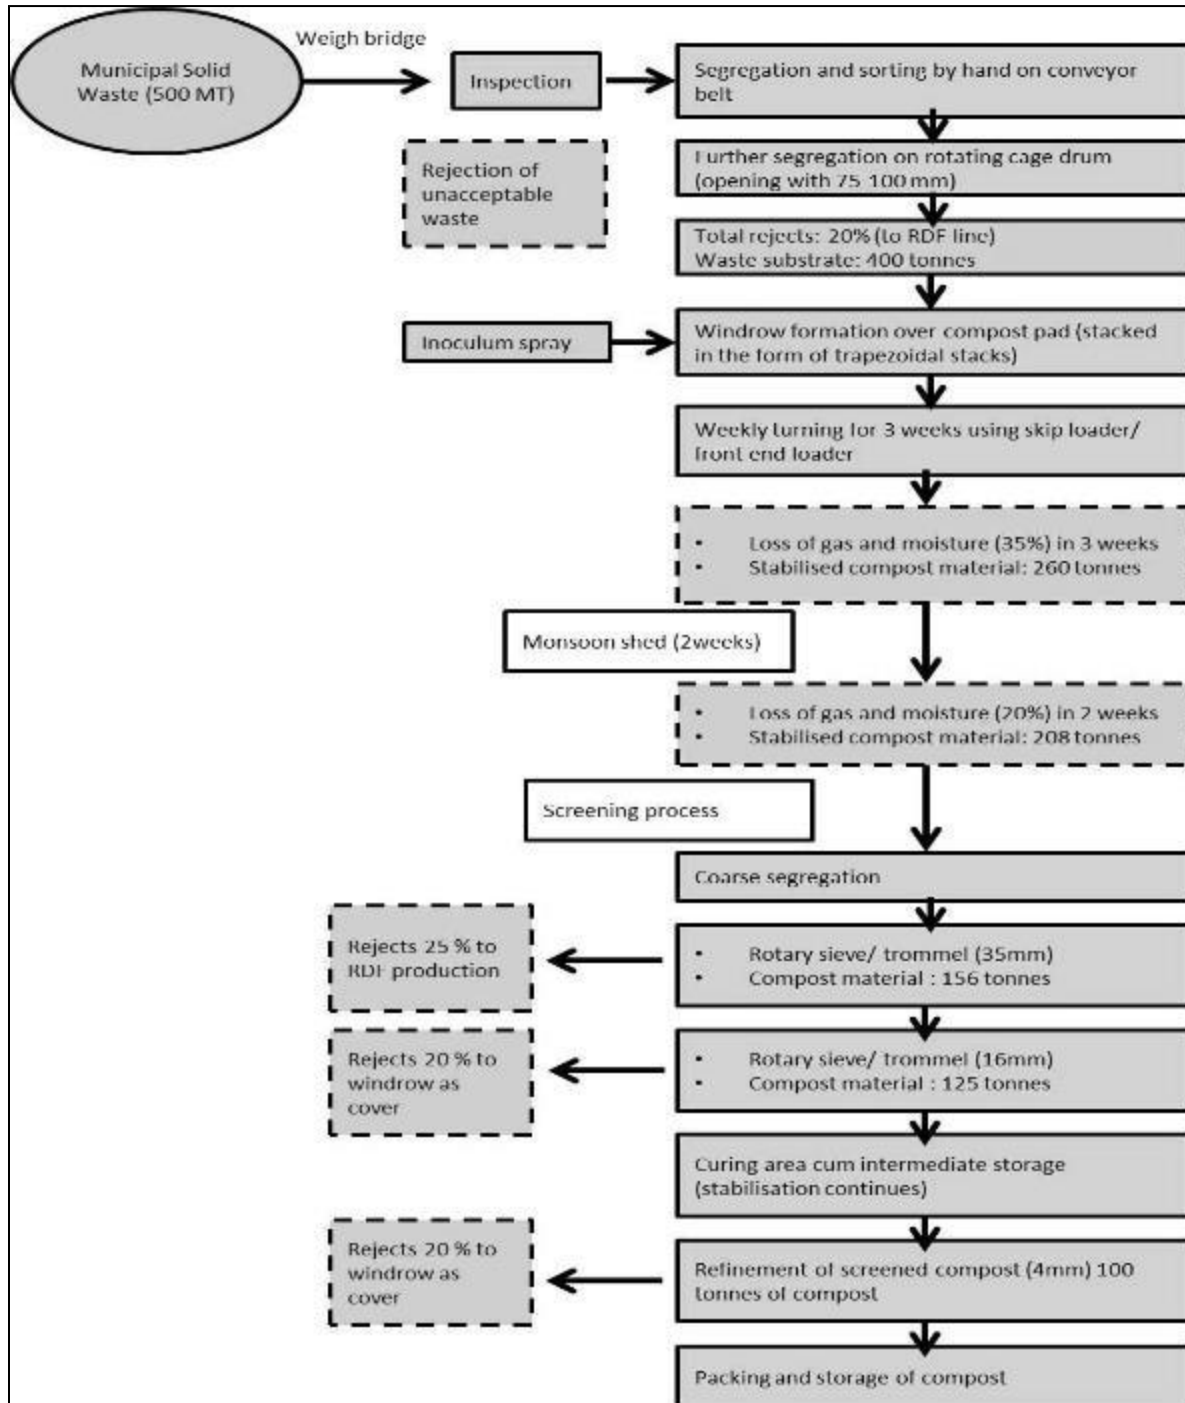 Municipal Solid
Waste (500 MT)
Weigh bridge
Inspection
Segregation and sorting by hand on conveyor
belt
Rejection of
unacceptable
waste
Further segregation on rotating cage drum
(opening with 75 100 mm)
Total rejects: 20% (to RDF line)
Waste substrate: 400 tonnes
Inoculum spray
Windrow formation over compost pad (stacked
in the form of trapezoidal stacks)
Weekly turning for 3 weeks using skip loader/
front end loader
• Loss of gas and moisture (35%) in 3 weeks
• Stabilised compost material: 260 tonnes
Monsoon shed (2weeks)
• Loss of gas and moisture (20%) in 2 weeks
• Stabilised compost material: 208 tonnes
Screening process
Coarse segregation
Rejects 25 % to
RDF production
• Rotary sieve/ trommel (35mm)
• Compost material : 156 tonnes
Rejects 20 % to
windrow as
cover
• Rotary sieve/ trommel (16mm)
• Compost material : 125 tonnes
Curing area cum intermediate storage
(stabilisation continues)
Rejects 20 % to
windrow as
cover
Refinement of screened compost (4mm) 100
tonnes of compost
Packing and storage of compost